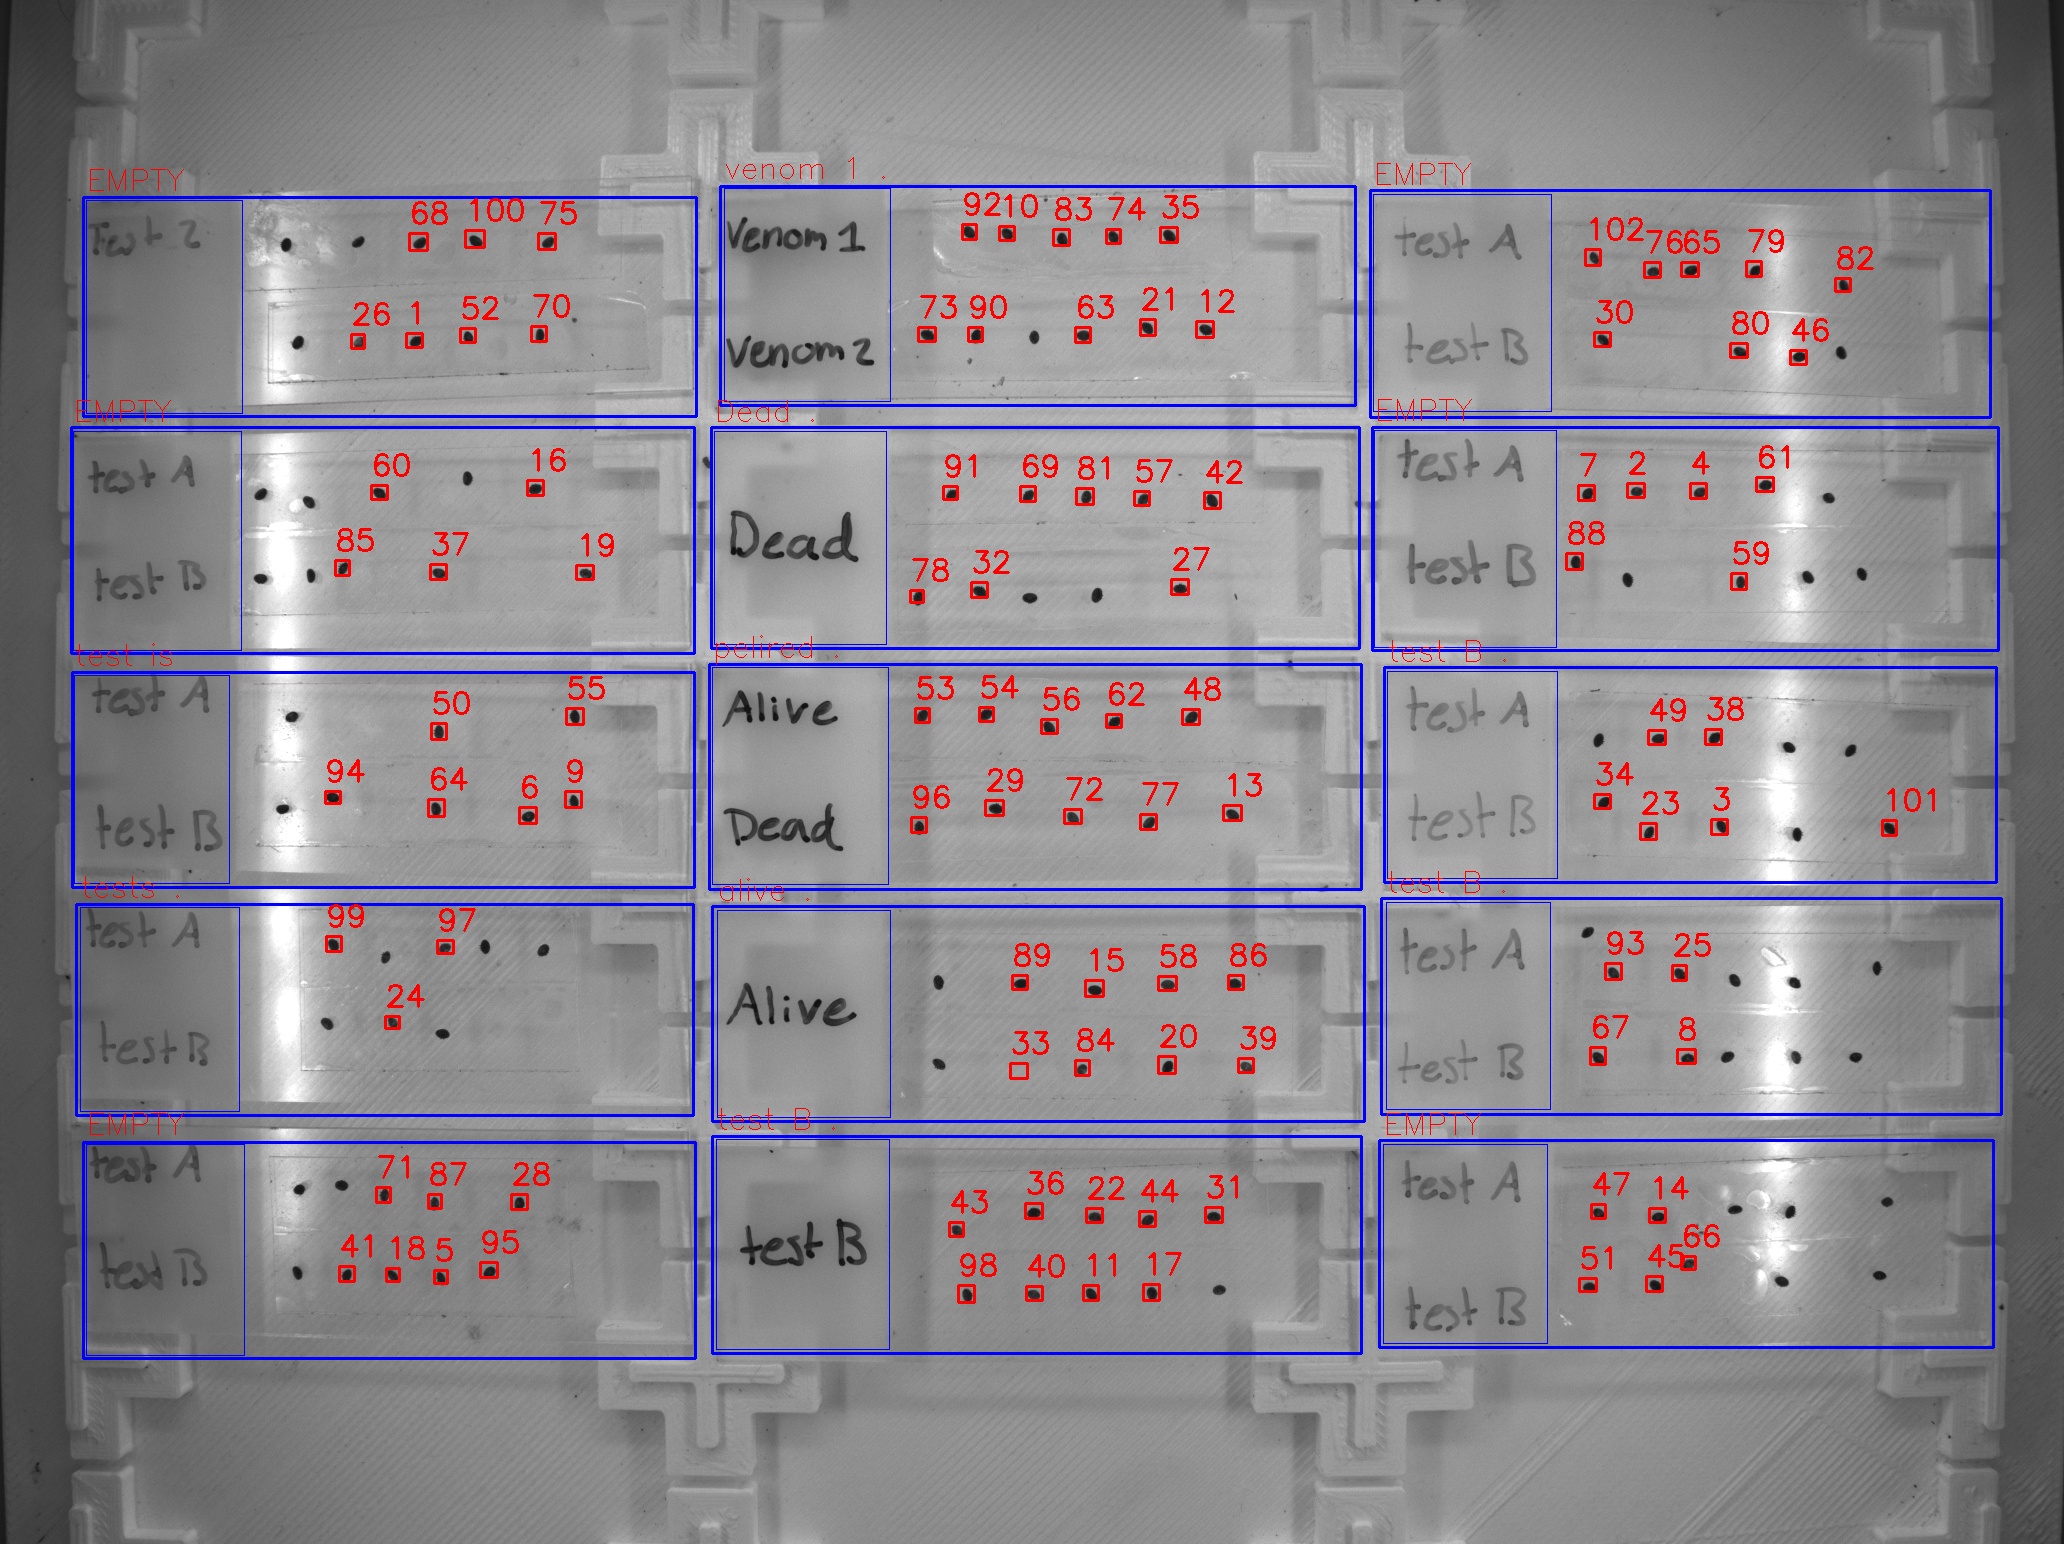 EMPTY
Test 2
68 100 75
26 1 52 70
venom 1 .
Venom 1
Venom 2
92 10 83 74 35
73 90 63 21 12
EMPTY
test A
test B
102 76 65 79 82
30 80 46
EMPTY
test A
test B
60 16
85 37 19
Dead .
Dead
91 69 81 57 42
78 32 27
EMPTY
test A
test B
7 2 4 61
88 59
test is
test A
test B
50 55
94 64 6 9
pelired .
Alive
Dead
53 54 56 62 48
96 29 72 77 13
test B .
test A
test B
49 38
34 23 3 101
tests .
test A
test B
99 97
24
alive .
Alive
89 15 58 86
33 84 20 39
test B .
test A
test B
93 25
67 8
EMPTY
test A
test B
71 87 28
41 18 5 95
test B .
test B
43 36 22 44 31
98 40 11 17
EMPTY
test A
test B
47 14
66
51 45